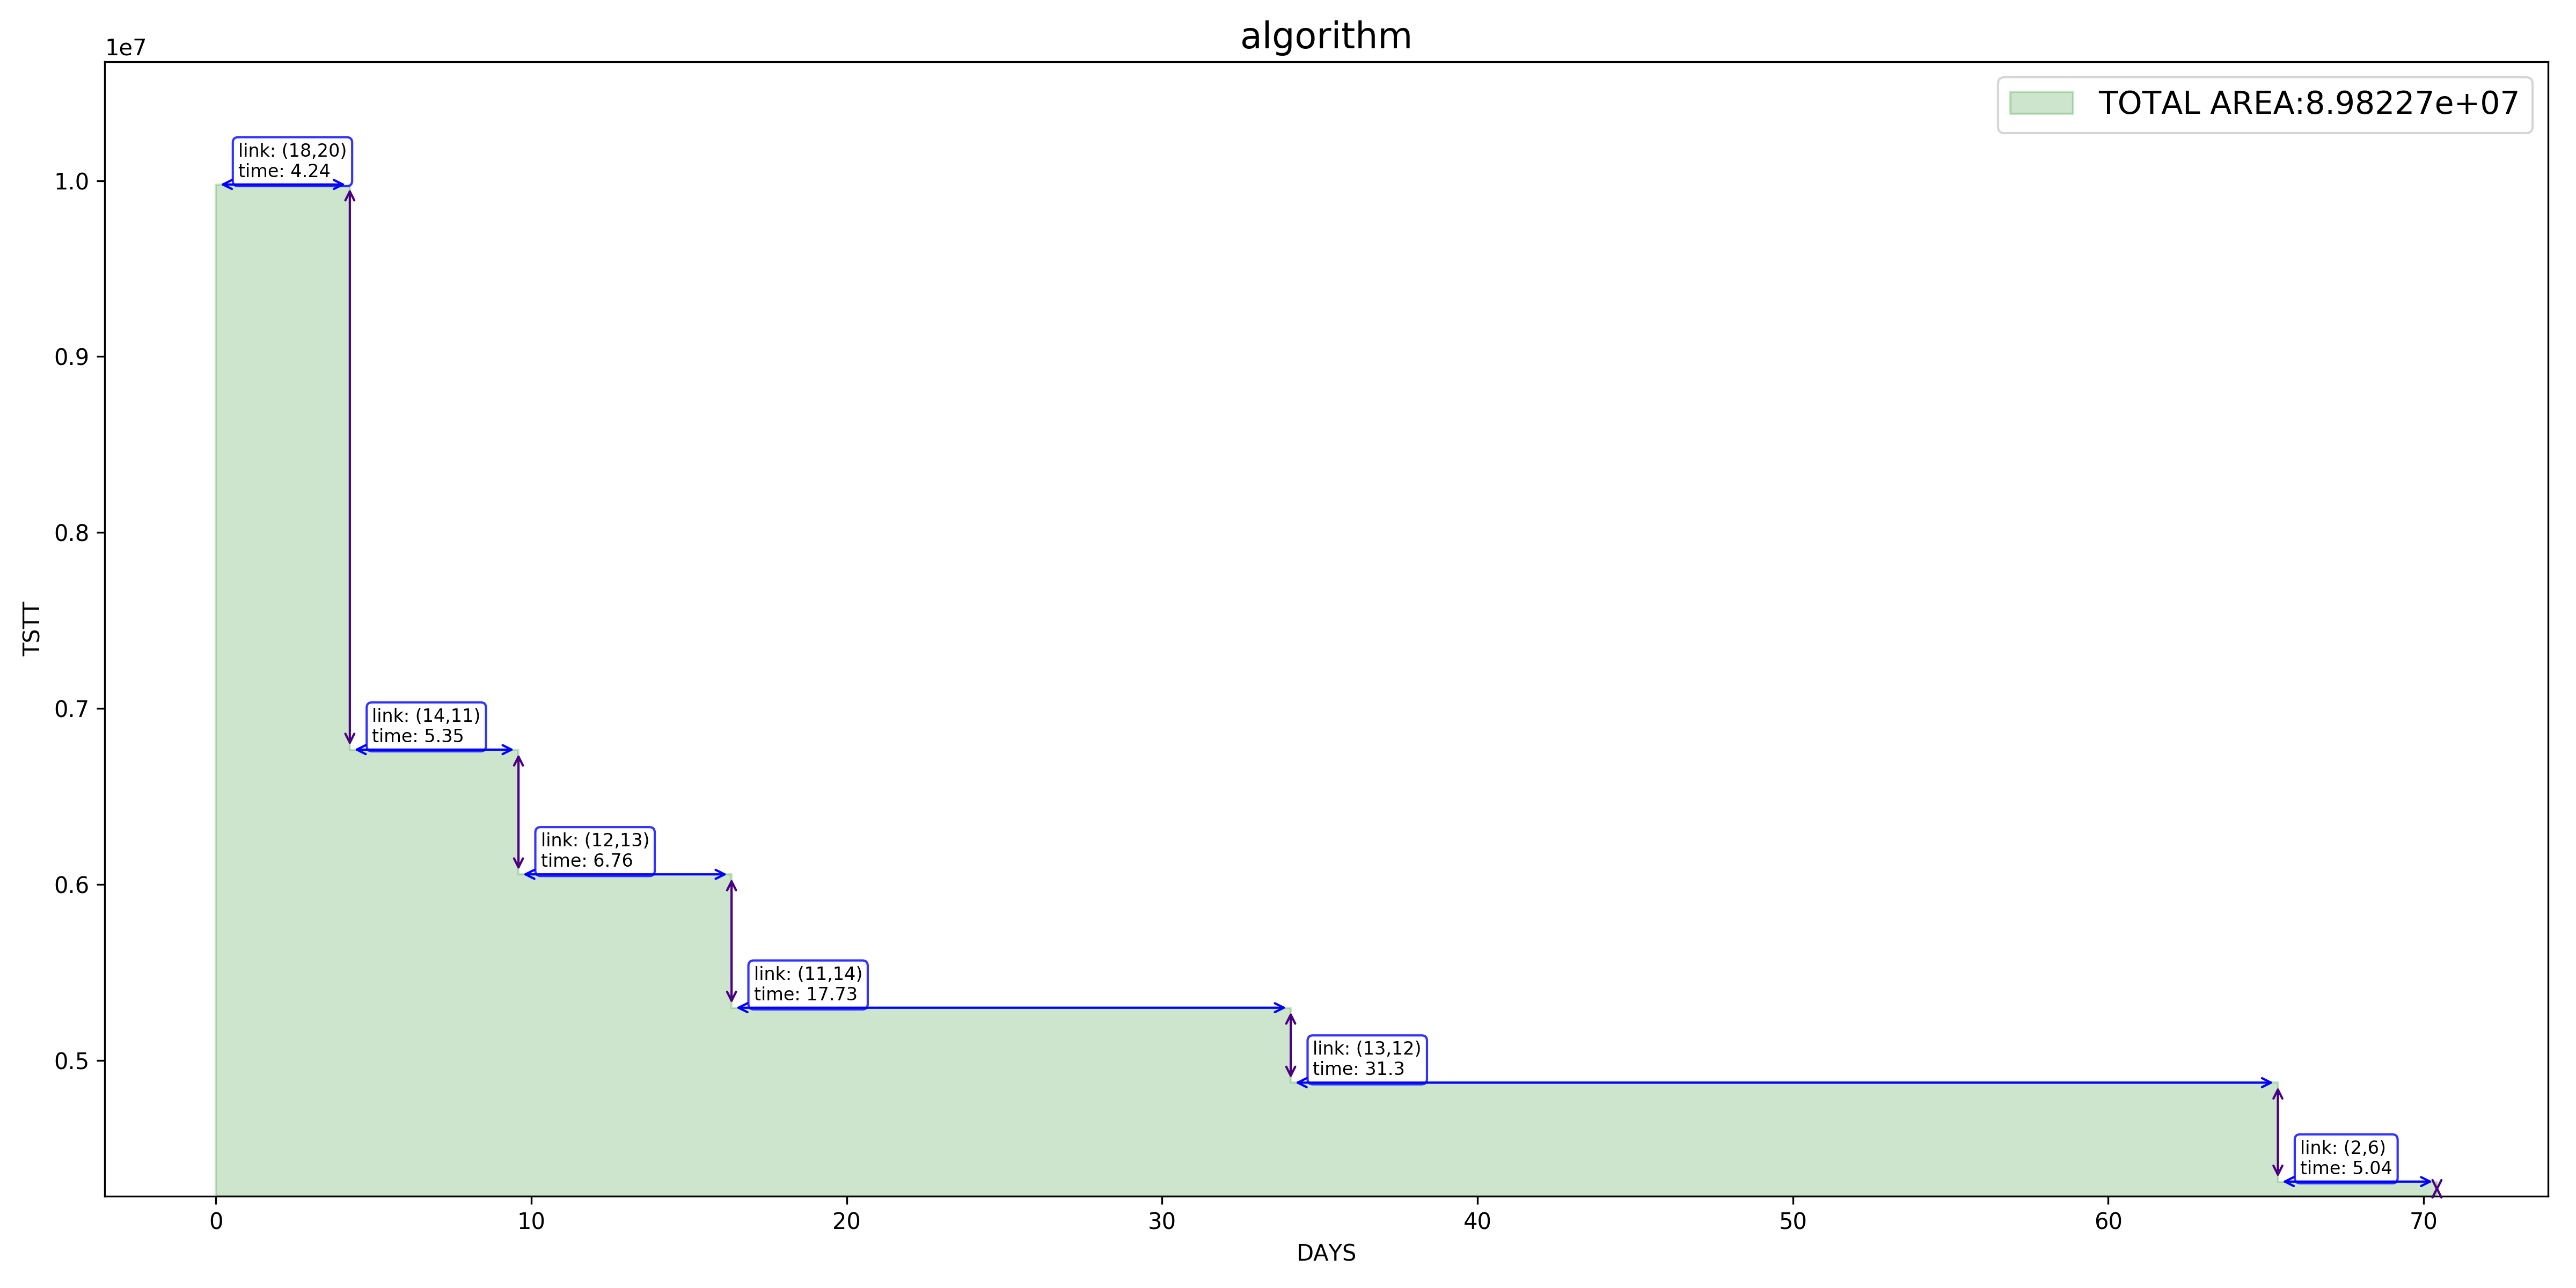 algorithm
1e7
TOTAL AREA:8.98227e+07
link: (18,20)
time: 4.24
1.0
0.9
0.8
TSTT
0.7
link: (14,11)
time: 5.35
link: (12,13)
time: 6.76
0.6
link: (11,14)
time: 17.73
0.5
link: (13,12)
time: 31.3
link: (2,6)
time: 5.04
0 10 20 30 40 50 60 70
DAYS